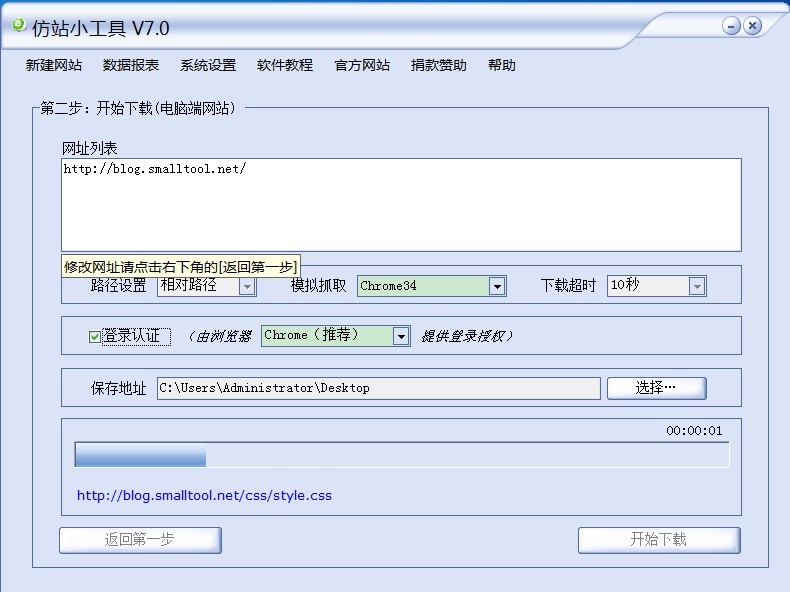 仿站小工具 V7.0
新建网站 数据报表 系统设置 软件教程 官方网站 捐款赞助 帮助
第二步：开始下载(电脑端网站)
网址列表
http://blog.smalltool.net/
修改网址请点击右下角的[返回第一步]
路径设置 相对路径 模拟抓取 Chrome34 下载超时 10秒
登录认证 （由浏览器 Chrome（推荐） 提供登录授权）
保存地址 C:\Users\Administrator\Desktop 选择…
00:00:01
http://blog.smalltool.net/css/style.css
返回第一步 开始下载